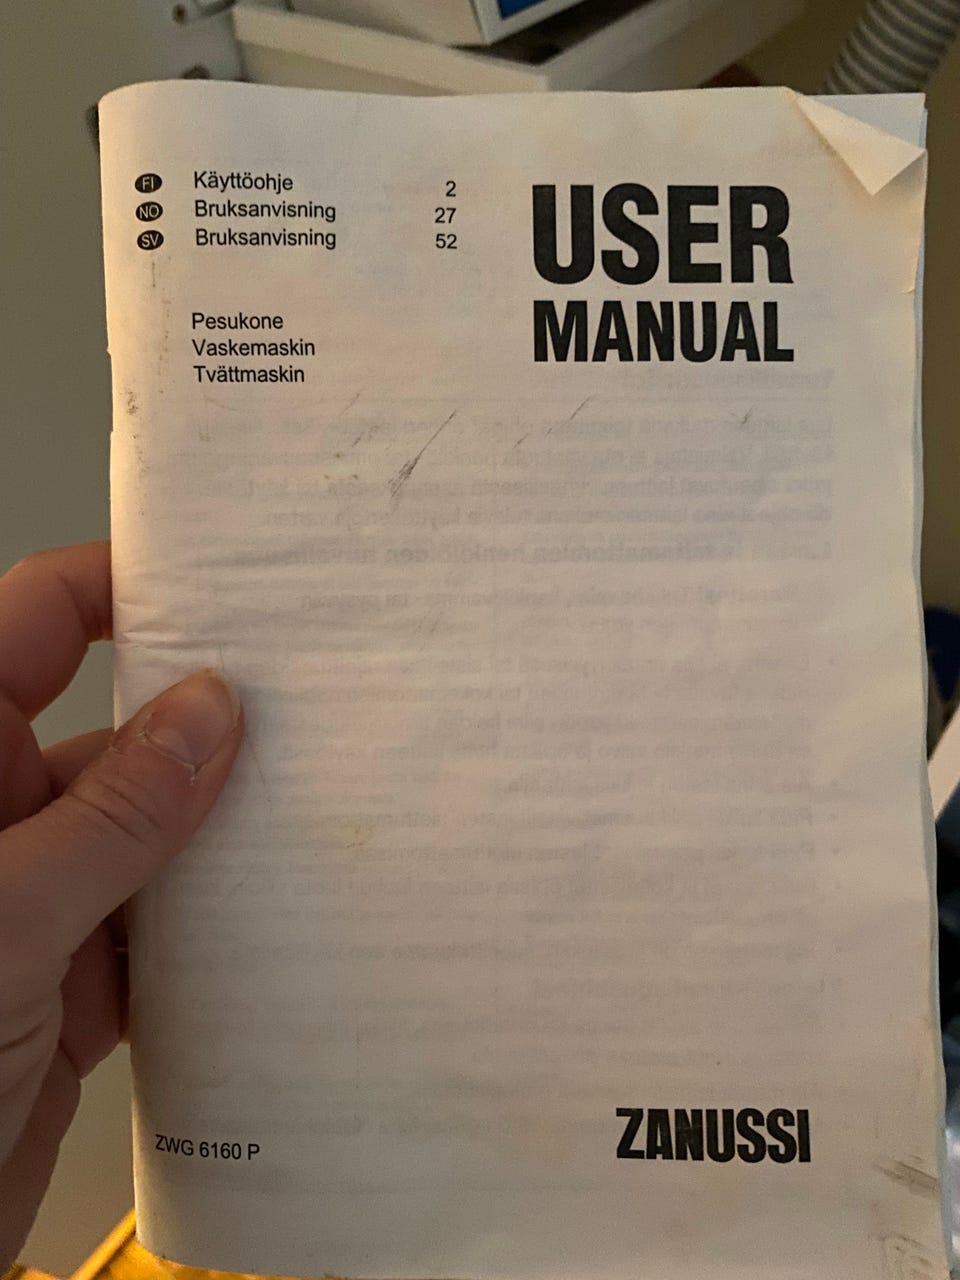 FI Käyttöohje 2
NO Bruksanvisning 27
SV Bruksanvisning 52
USER
MANUAL
Pesukone
Vaskemaskin
Tvättmaskin
ZWG 6160 P
ZANUSSI